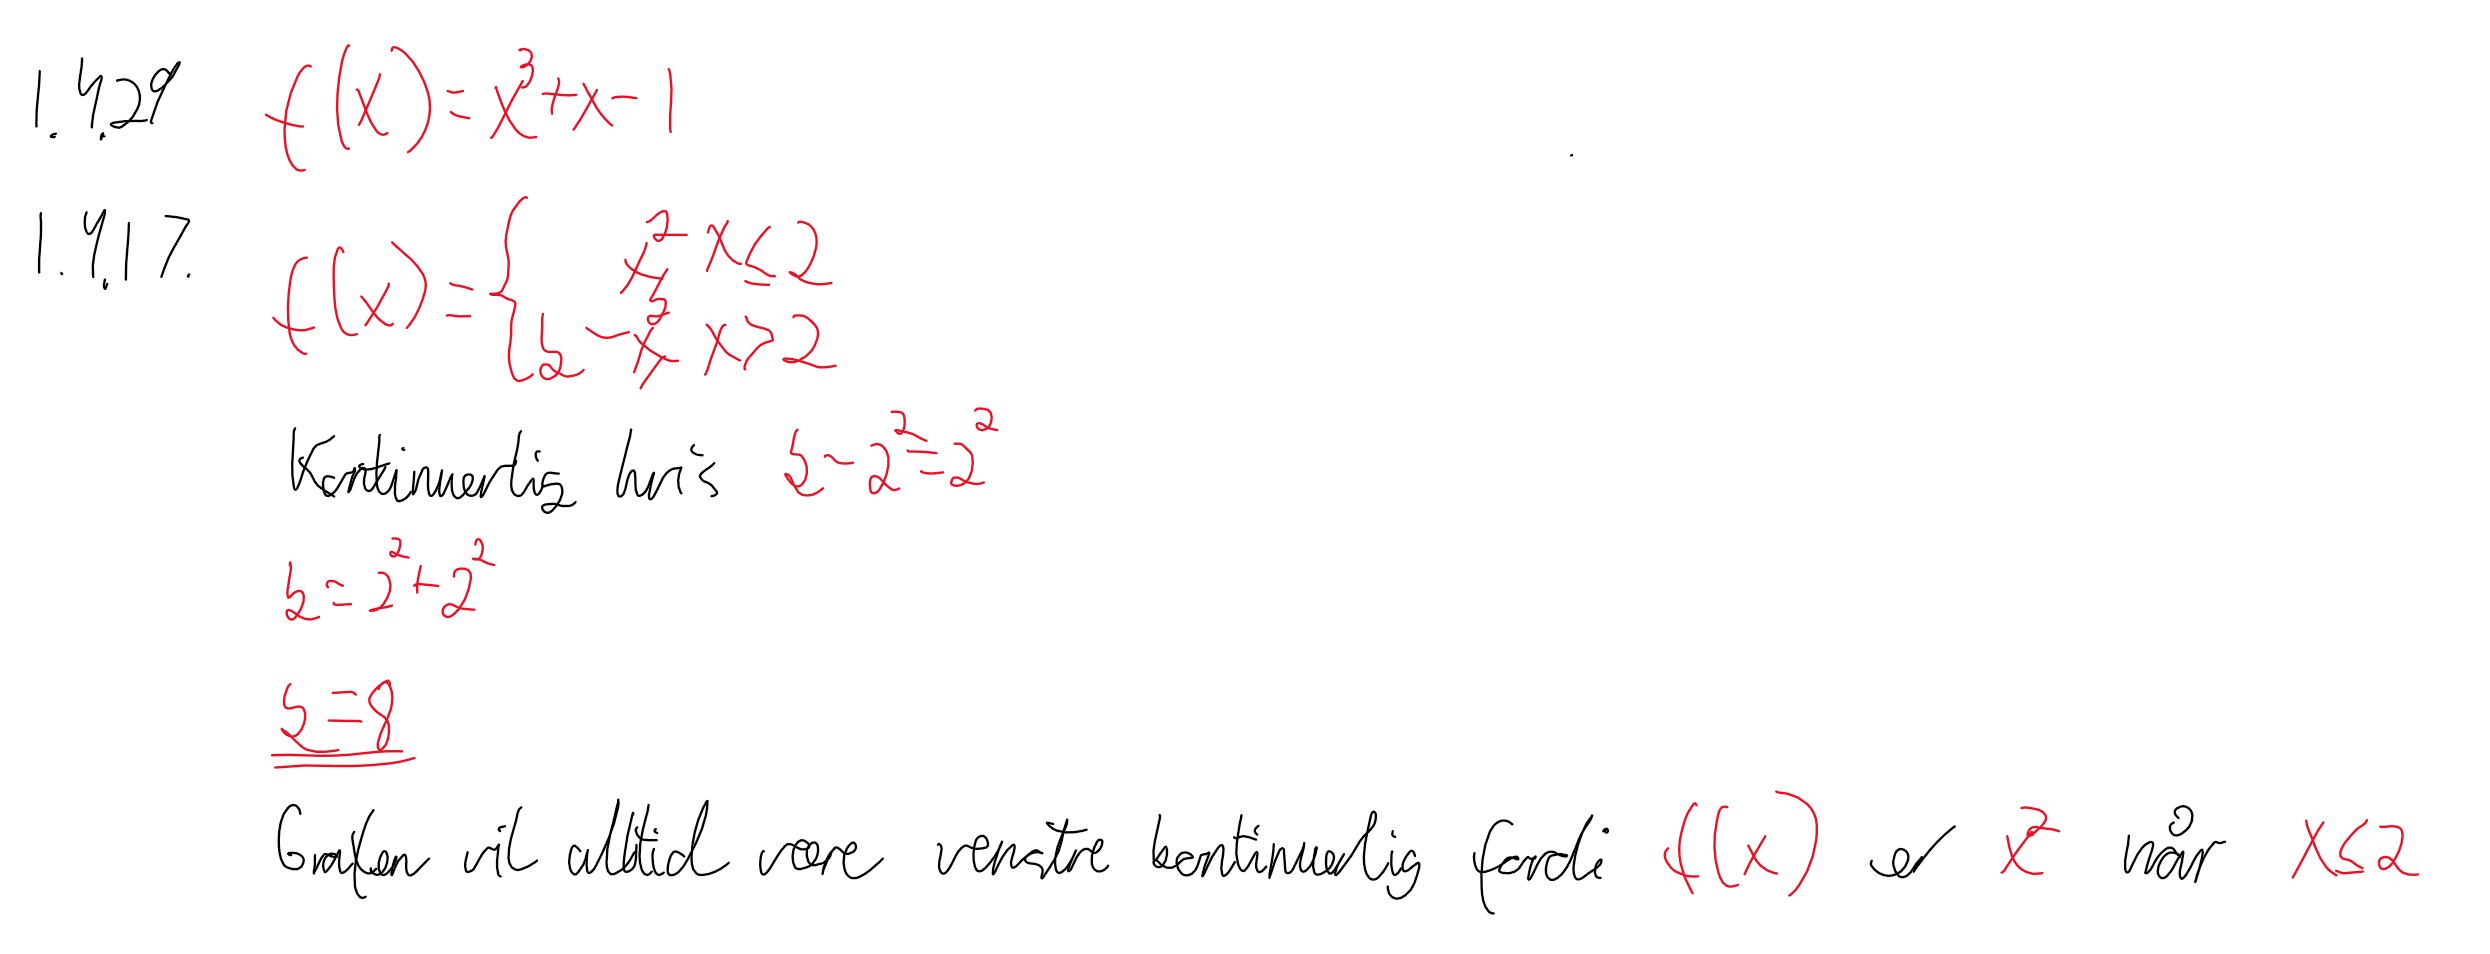 1.4.29 f(x) = x³ + x - 1
1.4.17. f(x) = { x² x ≤ 2
b - x² x > 2
Kontinuerlig hvis b - 2² = 2²
b = 2² + 2²
b = 8
Grafen vil alltid være venstre kontinuerlig fordi f(x) er x² når x ≤ 2